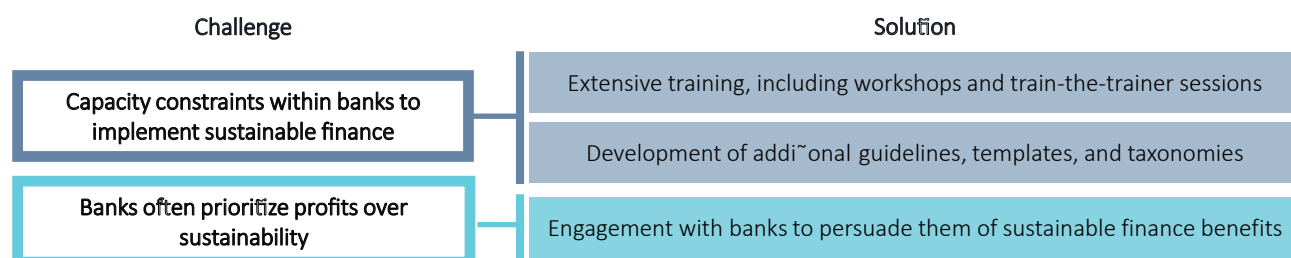 Challenge
Solution
Capacity constraints within banks to
implement sustainable finance
Extensive training, including workshops and train-the-trainer sessions
Development of addi˜onal guidelines, templates, and taxonomies
Banks often prioritize profits over
sustainability
Engagement with banks to persuade them of sustainable finance benefits